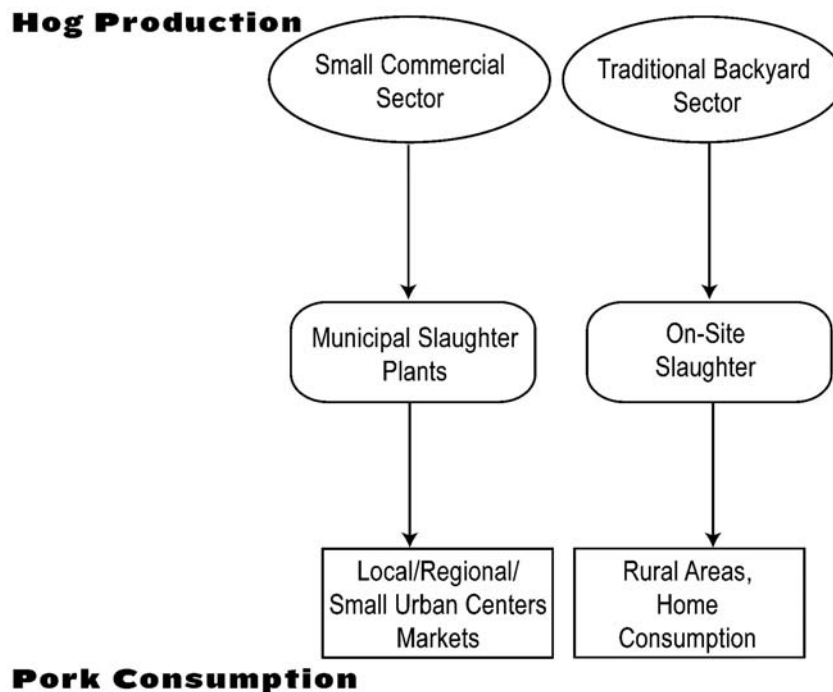 Hog Production
Small Commercial
Sector
Traditional Backyard
Sector
Municipal Slaughter
Plants
On-Site
Slaughter
Local/Regional/
Small Urban Centers
Markets
Rural Areas,
Home
Consumption
Pork Consumption